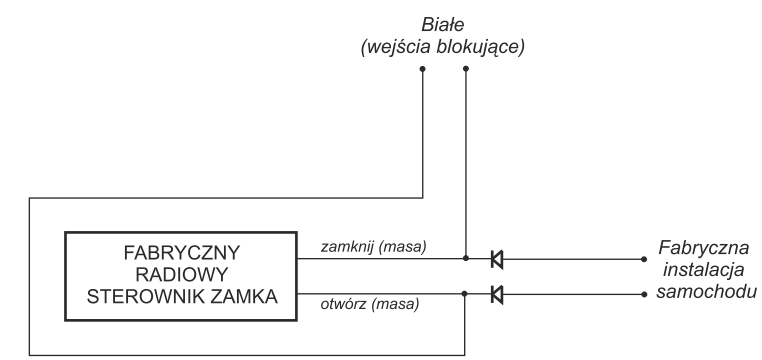 Białe
(wejścia blokujące)
zamknij (masa)
FABRYCZNY
RADIOWY
STEROWNIK ZAMKA
otwórz (masa)
Fabryczna
instalacja
samochodu